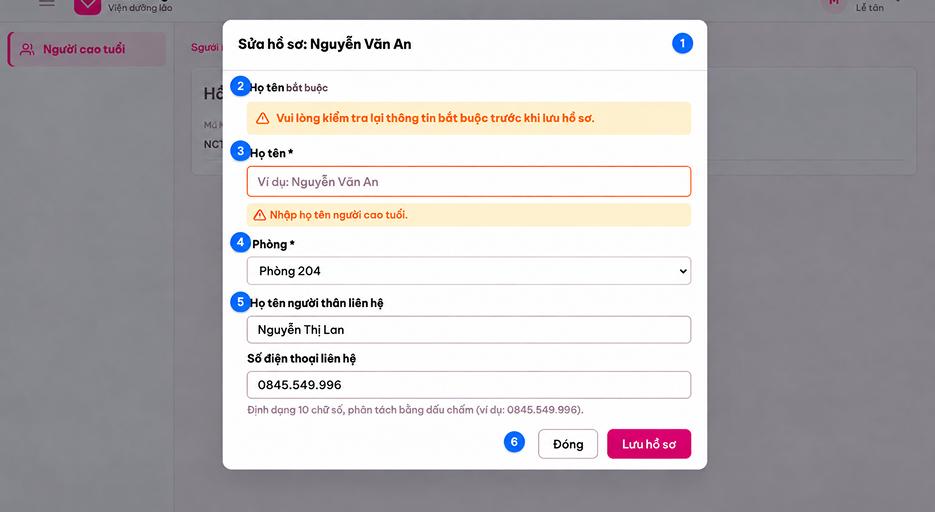 Viện dưỡng lão
Lễ tân
Người cao tuổi
Sửa hồ sơ: Nguyễn Văn An
1
2
Họ tên bắt buộc
Vui lòng kiểm tra lại thông tin bắt buộc trước khi lưu hồ sơ.
3
Họ tên *
Ví dụ: Nguyễn Văn An
Nhập họ tên người cao tuổi.
4
Phòng *
Phòng 204
5
Họ tên người thân liên hệ
Nguyễn Thị Lan
Số điện thoại liên hệ
0845.549.996
Định dạng 10 chữ số, phân tách bằng dấu chấm (ví dụ: 0845.549.996).
6
Đóng
Lưu hồ sơ